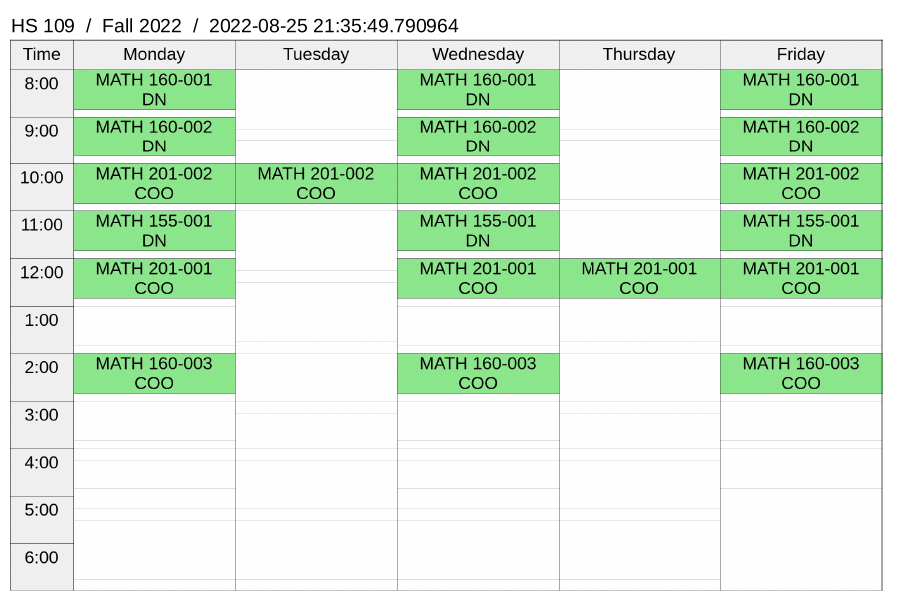 HS 109 / Fall 2022 / 2022-08-25 21:35:49.790964
Time Monday Tuesday Wednesday Thursday Friday
8:00 MATH 160-001 MATH 160-001 MATH 160-001
DN DN DN
9:00 MATH 160-002 MATH 160-002 MATH 160-002
DN DN DN
10:00 MATH 201-002 MATH 201-002 MATH 201-002 MATH 201-002
COO COO COO COO
11:00 MATH 155-001 MATH 155-001 MATH 155-001
DN DN DN
12:00 MATH 201-001 MATH 201-001 MATH 201-001 MATH 201-001
COO COO COO COO
1:00
2:00 MATH 160-003 MATH 160-003 MATH 160-003
COO COO COO
3:00
4:00
5:00
6:00